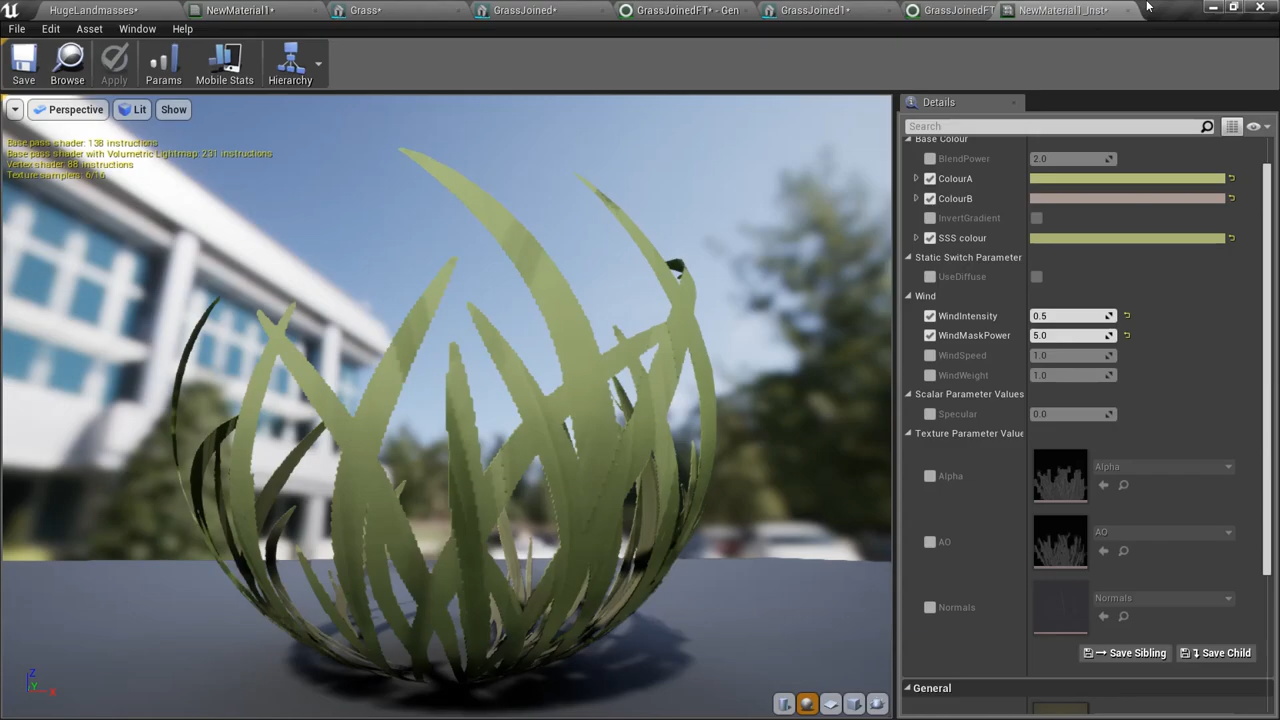 HugeLandmasses*
NewMaterial1*
Grass*
GrassJoined*
GrassJoinedFT* - Gen
GrassJoined1*
GrassJoinedFT
NewMaterial1_Inst*
File Edit Asset Window Help
Save Browse Apply Params Mobile Stats Hierarchy
Perspective Lit Show
Base pass shader: 138 instructions
Base pass shader with Volumetric Lightmap: 231 instructions
Vertex shader: 88 instructions
Texture samplers: 6/16
Z
Y
X
Details
Search
Base Colour
BlendPower 2.0
ColourA
ColourB
InvertGradient
SSS colour
Static Switch Parameter
UseDiffuse
Wind
WindIntensity 0.5
WindMaskPower 5.0
WindSpeed 1.0
WindWeight 1.0
Scalar Parameter Values
Specular 0.0
Texture Parameter Value
Alpha Alpha
AO AO
Normals Normals
Save Sibling Save Child
General